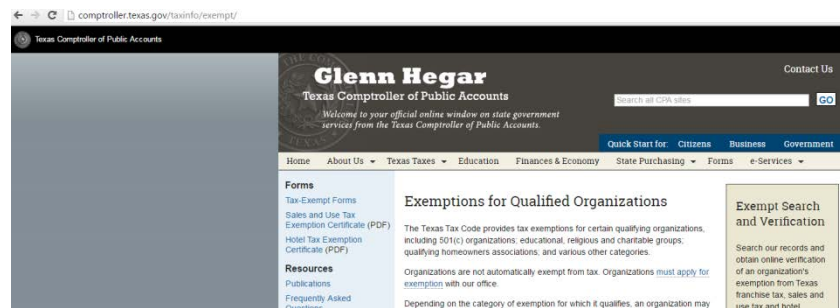 comptroller.texas.gov/taxinfo/exempt/
Texas Comptroller of Public Accounts
Glenn Hegar
Texas Comptroller of Public Accounts
Welcome to your official online window on state government
services from the Texas Comptroller of Public Accounts.
Contact Us
Search all CPA sites
GO
Quick Start for: Citizens Business Government
Home About Us Texas Taxes Education Finances & Economy State Purchasing Forms e-Services
Forms
Tax-Exempt Forms
Sales and Use Tax
Exemption Certificate (PDF)
Hotel Tax Exemption
Certificate (PDF)
Resources
Publications
Frequently Asked
Questions
Exemptions for Qualified Organizations
The Texas Tax Code provides tax exemptions for certain qualifying organizations,
including 501(c) organizations; educational, religious and charitable groups;
qualifying homeowners associations; and various other categories.
Organizations are not automatically exempt from tax. Organizations must apply for
exemption with our office.
Depending on the category of exemption for which it qualifies, an organization may
Exempt Search
and Verification
Search our records and
obtain online verification
of an organization's
exemption from Texas
franchise tax, sales and
use tax and hotel